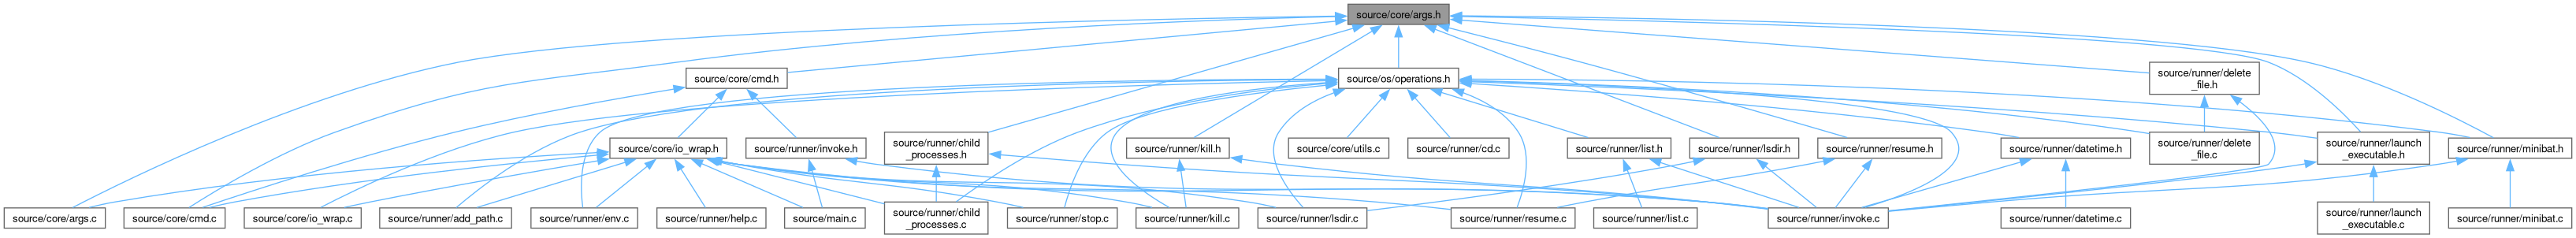 source/core/args.h
source/core/cmd.h
source/os/operations.h
source/runner/delete
_file.h
source/core/io_wrap.h
source/runner/invoke.h
source/runner/child
_processes.h
source/runner/kill.h
source/core/utils.c
source/runner/cd.c
source/runner/list.h
source/runner/lsdir.h
source/runner/resume.h
source/runner/datetime.h
source/runner/delete
_file.c
source/runner/launch
_executable.h
source/runner/minibat.h
source/core/args.c
source/core/cmd.c
source/core/io_wrap.c
source/runner/add_path.c
source/runner/env.c
source/runner/help.c
source/main.c
source/runner/child
_processes.c
source/runner/stop.c
source/runner/kill.c
source/runner/lsdir.c
source/runner/resume.c
source/runner/list.c
source/runner/invoke.c
source/runner/datetime.c
source/runner/launch
_executable.c
source/runner/minibat.c